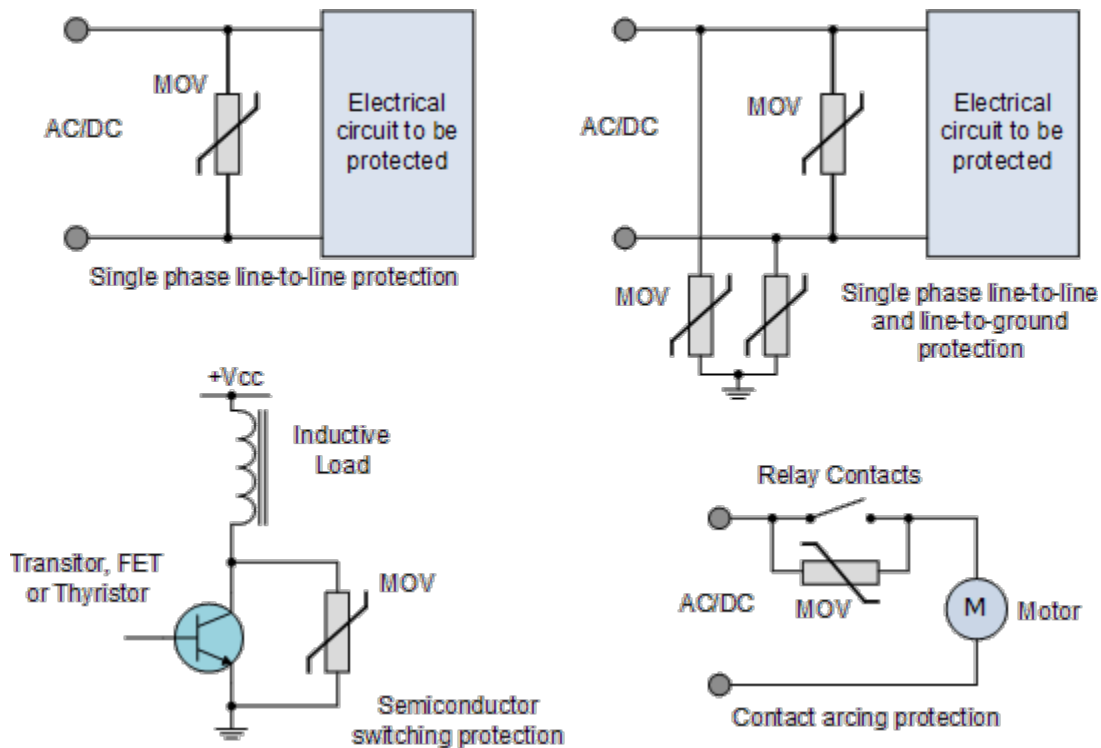 MOV
AC/DC
Electrical
circuit to be
protected
Single phase line-to-line protection
MOV
AC/DC
Electrical
circuit to be
protected
MOV
Single phase line-to-line
and line-to-ground
protection
+Vcc
Inductive
Load
Transitor, FET
or Thyristor
MOV
Semiconductor
switching protection
Relay Contacts
AC/DC
MOV
M
Motor
Contact arcing protection